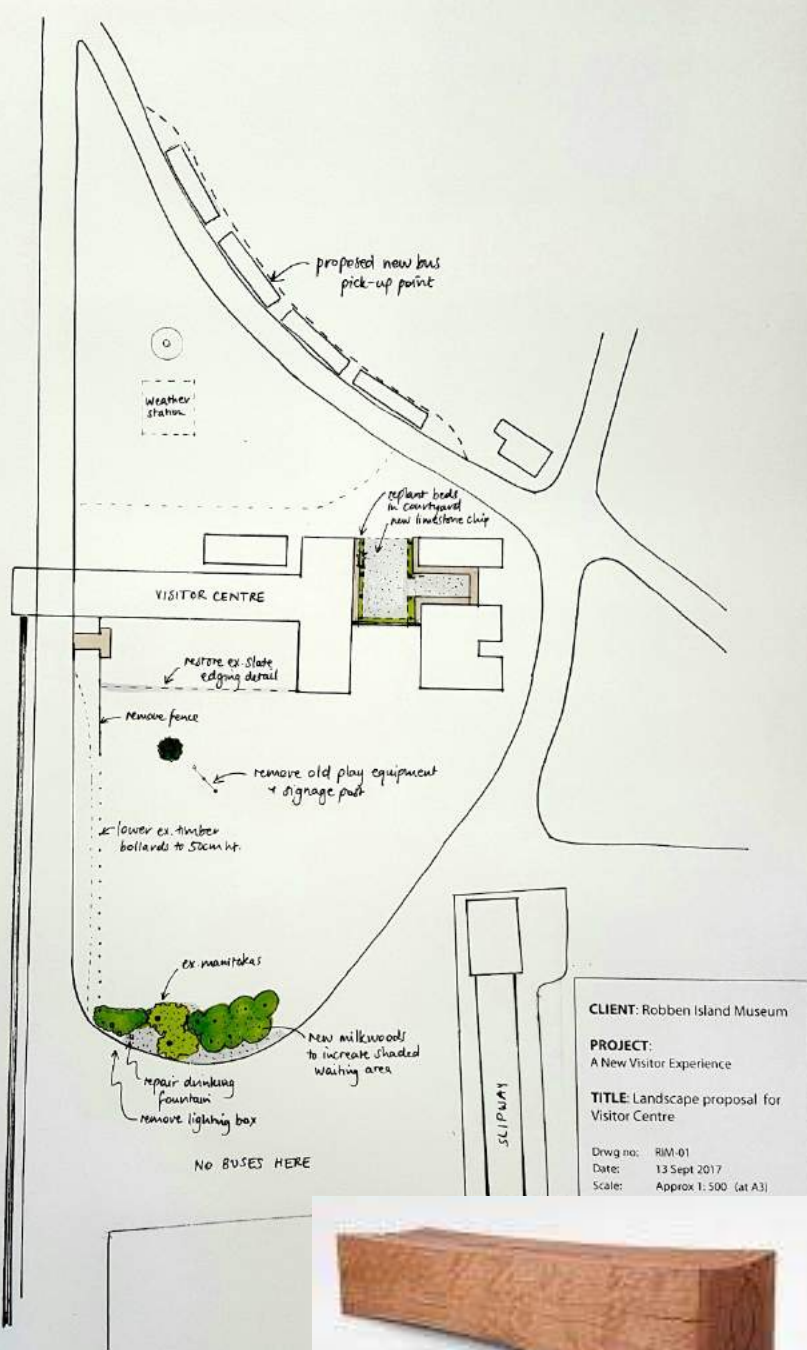 proposed new bus
pick-up point
Weather
station
replant beds
in courtyard
new limestone chip
VISITOR CENTRE
restore ex. slate
edging detail
remove fence
remove old play equipment
+ signage post
lower ex. timber
bollards to 50cm ht.
ex. manitokas
new milkwoods
to increase shaded
waiting area
repair drinking
fountain
remove lighting box
NO BUSES HERE
SLIPWAY
CLIENT: Robben Island Museum
PROJECT:
A New Visitor Experience
TITLE: Landscape proposal for
Visitor Centre
Drwg no: RIM-01
Date: 13 Sept 2017
Scale: Approx 1: 500 (at A3)